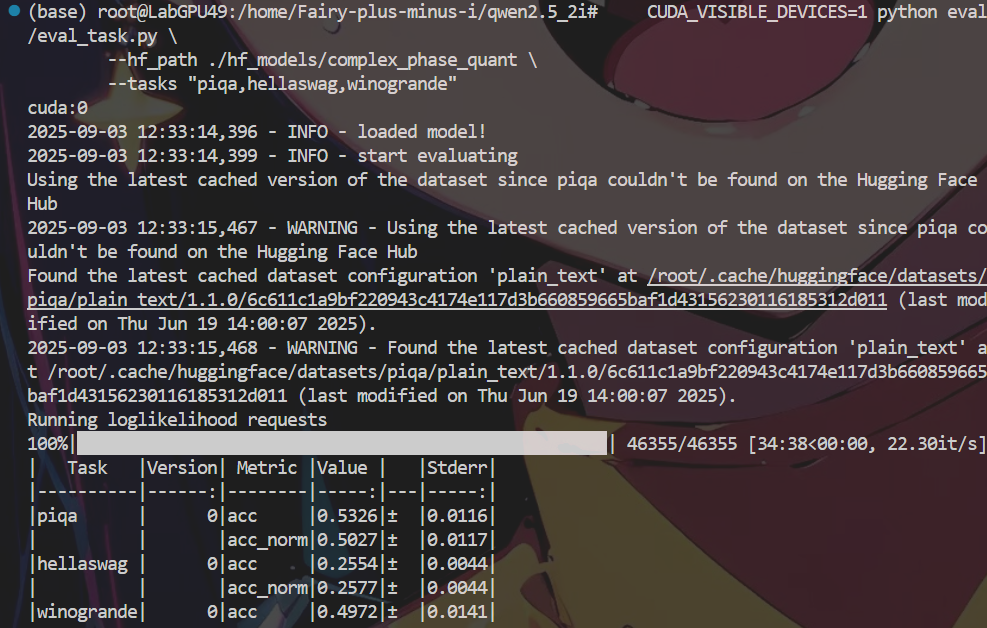 (base) root@LabGPU49:/home/Fairy-plus-minus-i/qwen2.5_2i#     CUDA_VISIBLE_DEVICES=1 python eval
/eval_task.py \
        --hf_path ./hf_models/complex_phase_quant \
        --tasks "piqa,hellaswag,winogrande"
cuda:0
2025-09-03 12:33:14,396 - INFO - loaded model!
2025-09-03 12:33:14,399 - INFO - start evaluating
Using the latest cached version of the dataset since piqa couldn't be found on the Hugging Face
Hub
2025-09-03 12:33:15,467 - WARNING - Using the latest cached version of the dataset since piqa co
uldn't be found on the Hugging Face Hub
Found the latest cached dataset configuration 'plain_text' at /root/.cache/huggingface/datasets/
piqa/plain_text/1.1.0/6c611c1a9bf220943c4174e117d3b660859665baf1d43156230116185312d011 (last mod
ified on Thu Jun 19 14:00:07 2025).
2025-09-03 12:33:15,468 - WARNING - Found the latest cached dataset configuration 'plain_text' a
t /root/.cache/huggingface/datasets/piqa/plain_text/1.1.0/6c611c1a9bf220943c4174e117d3b660859665
baf1d43156230116185312d011 (last modified on Thu Jun 19 14:00:07 2025).
Running loglikelihood requests
100%|                                                     | 46355/46355 [34:38<00:00, 22.30it/s]
|   Task   |Version| Metric |Value |   |Stderr|
|----------|------:|--------|-----:|---|-----:|
|piqa      |      0|acc     |0.5326|±  |0.0116|
|          |       |acc_norm|0.5027|±  |0.0117|
|hellaswag |      0|acc     |0.2554|±  |0.0044|
|          |       |acc_norm|0.2577|±  |0.0044|
|winogrande|      0|acc     |0.4972|±  |0.0141|